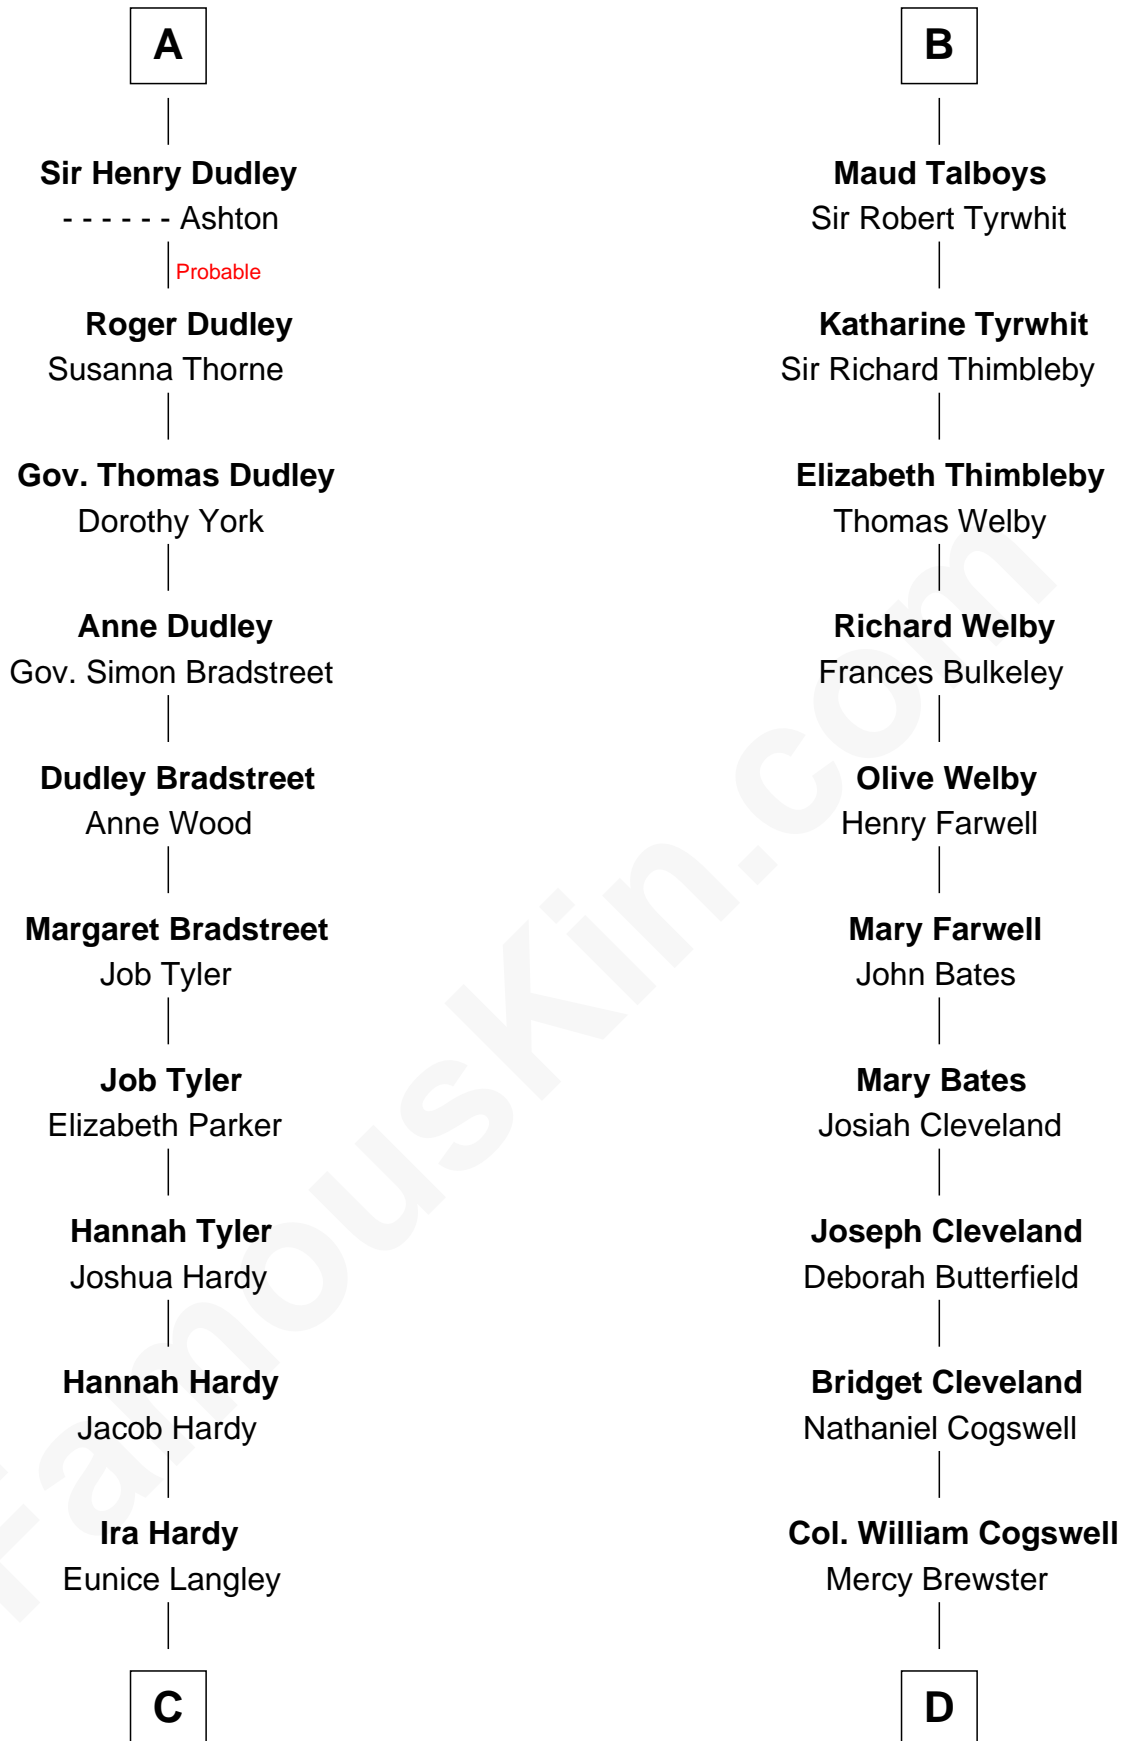 A
Sir Henry Dudley
- - - - - - Ashton
Probable
Roger Dudley
Susanna Thorne
Gov. Thomas Dudley
Dorothy York
Anne Dudley
Gov. Simon Bradstreet
Dudley Bradstreet
Anne Wood
Margaret Bradstreet
Job Tyler
Job Tyler
Elizabeth Parker
Hannah Tyler
Joshua Hardy
Hannah Hardy
Jacob Hardy
Ira Hardy
Eunice Langley
C
B
Maud Talboys
Sir Robert Tyrwhit
Katharine Tyrwhit
Sir Richard Thimbleby
Elizabeth Thimbleby
Thomas Welby
Richard Welby
Frances Bulkeley
Olive Welby
Henry Farwell
Mary Farwell
John Bates
Mary Bates
Josiah Cleveland
Joseph Cleveland
Deborah Butterfield
Bridget Cleveland
Nathaniel Cogswell
Col. William Cogswell
Mercy Brewster
D
FamousKin.com